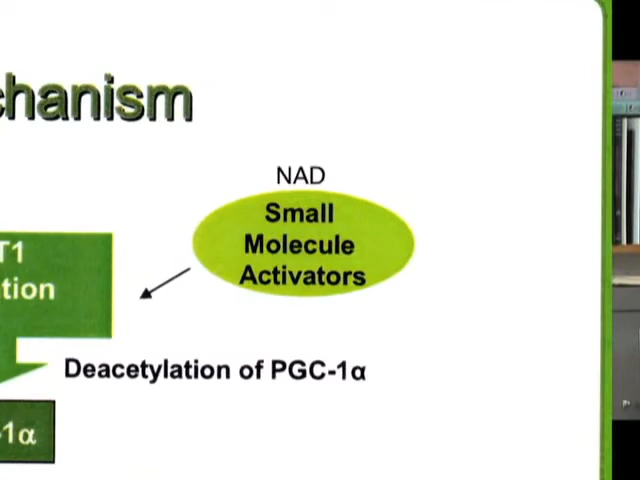 chanism
NAD
Small
Molecule
Activators
T1
tion
Deacetylation of PGC-1α
-1α